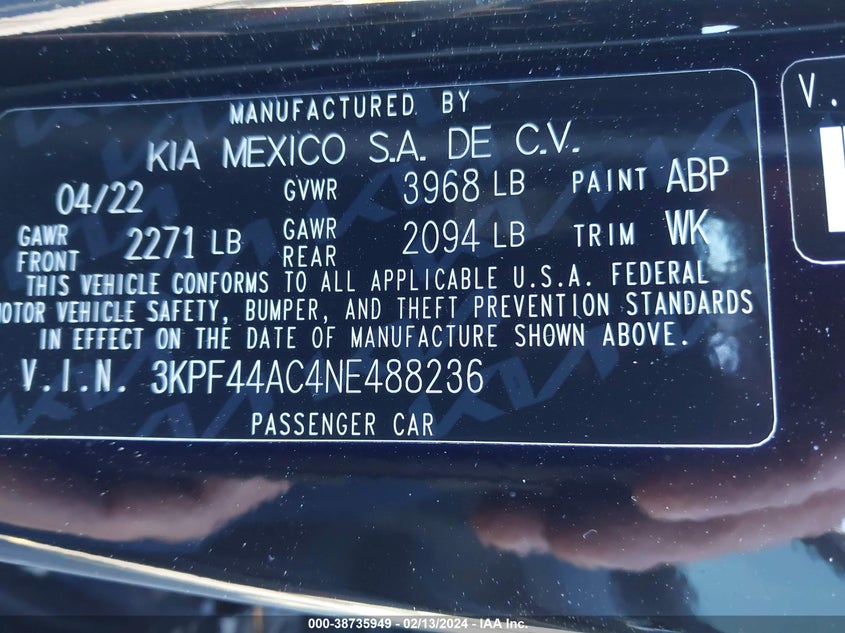 MANUFACTURED BY
KIA MEXICO S.A. DE C.V.
04/22 GVWR 3968 LB PAINT ABP
GAWR FRONT 2271 LB GAWR REAR 2094 LB TRIM WK
THIS VEHICLE CONFORMS TO ALL APPLICABLE U.S.A. FEDERAL
MOTOR VEHICLE SAFETY, BUMPER, AND THEFT PREVENTION STANDARDS
IN EFFECT ON THE DATE OF MANUFACTURE SHOWN ABOVE.
V.I.N. 3KPF44AC4NE488236
PASSENGER CAR
V.
000-38735949 - 02/13/2024 - IAA Inc.